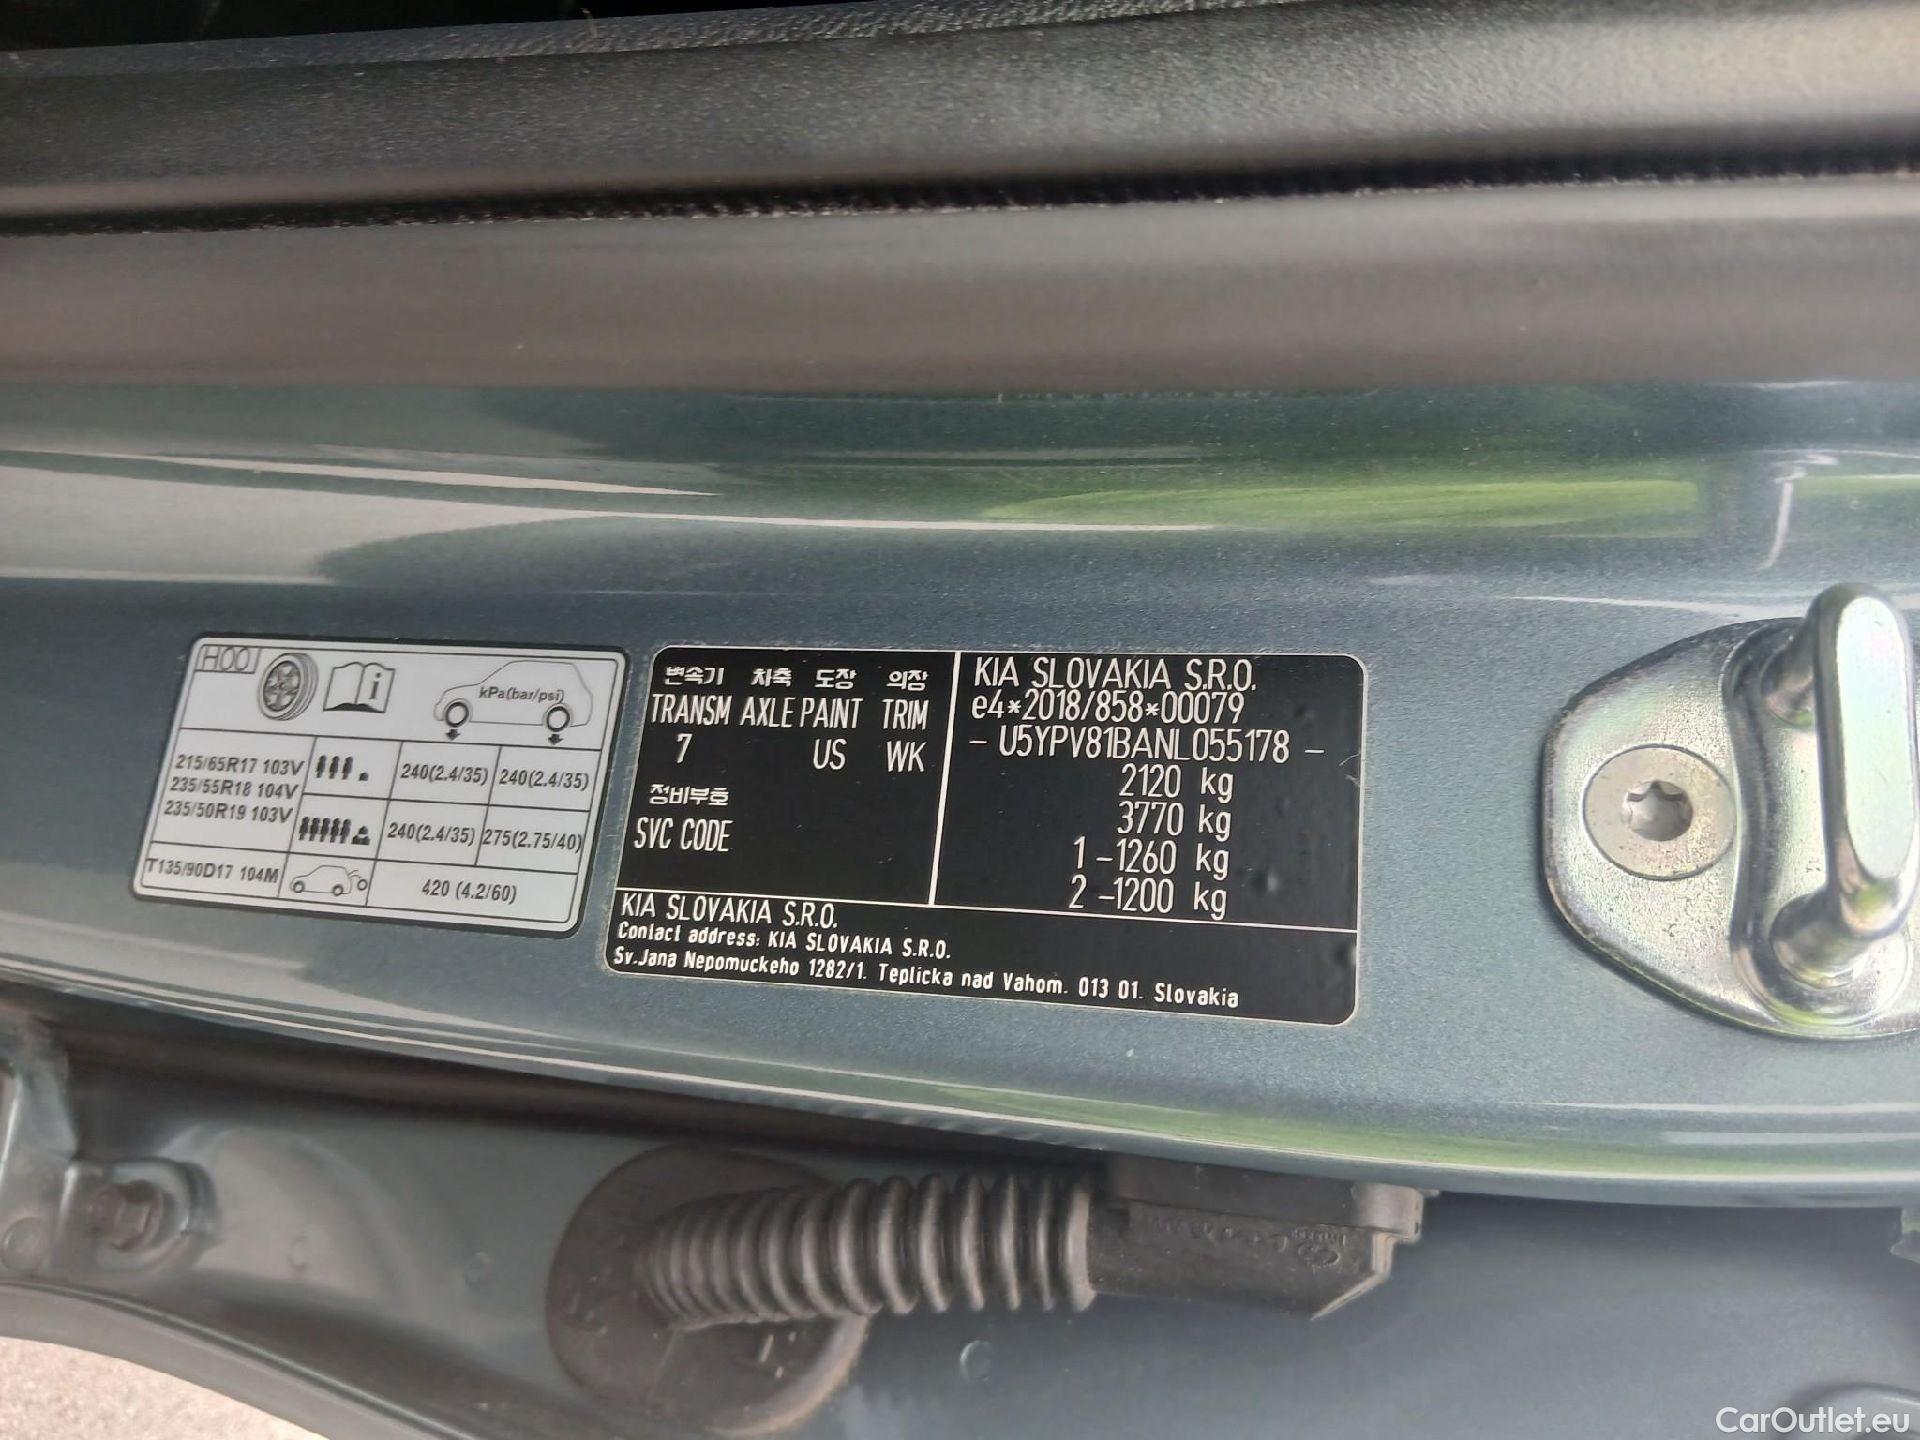 H00
kPa(bar/psi)
215/65R17 103V
235/55R18 104V
235/50R19 103V
240(2.4/35) 240(2.4/35)
240(2.4/35) 275(2.75/40)
T135/90D17 104M
420 (4.2/60)
변속기 차축 도장 의장
TRANSM AXLE PAINT TRIM
7 US WK
정비부호
SVC CODE
KIA SLOVAKIA S.R.O.
e4*2018/858*00079
- U5YPV81BANL055178 -
2120 kg
3770 kg
1 -1260 kg
2 -1200 kg
KIA SLOVAKIA S.R.O.
Contact address: KIA SLOVAKIA S.R.O.
Sv.Jana Nepomuckeho 1282/1. Teplicka nad Vahom. 013 01. Slovakia
CarOutlet.eu